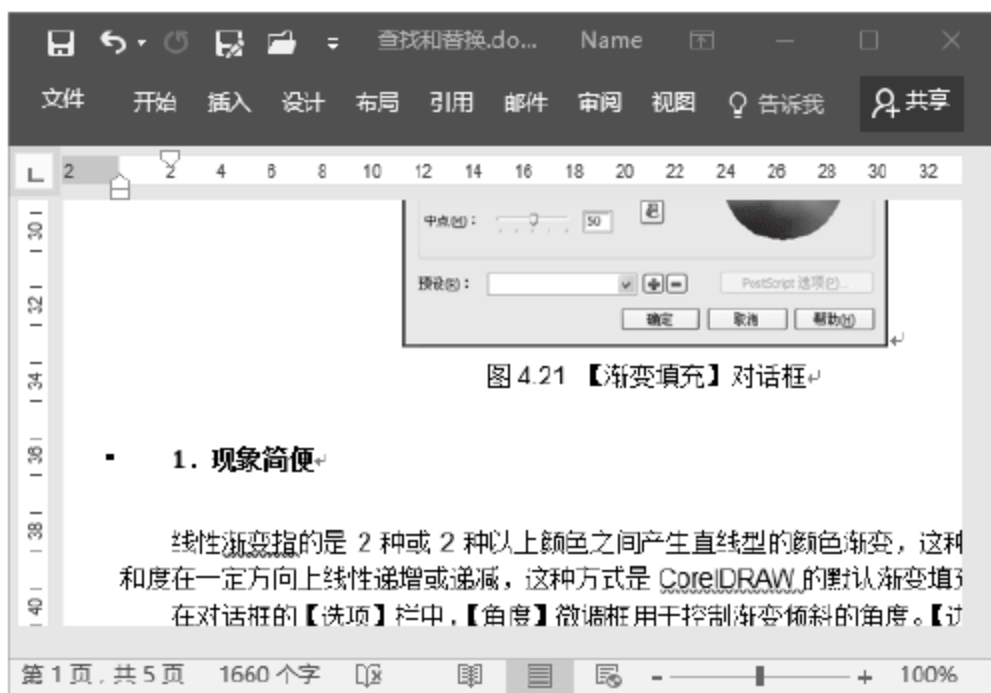 查找和替换.do... Name
文件 开始 插入 设计 布局 引用 邮件 审阅 视图 告诉我 共享
L 2 2 4 6 8 10 12 14 16 18 20 22 24 26 28 30 32
30
32
34
36
38
40
中点(M)： 50
预设(R)： PostScript 选项(P)...
确定 取消 帮助(H)
图 4.21 【渐变填充】对话框
1. 现象简便
线性渐变指的是 2 种或 2 种以上颜色之间产生直线型的颜色渐变，这种
和度在一定方向上线性递增或递减，这种方式是 CorelDRAW 的默认渐变填
在对话框的【选项】栏中，【角度】微调框用于控制渐变倾斜的角度。【边
第 1 页，共 5 页 1660 个字 100%